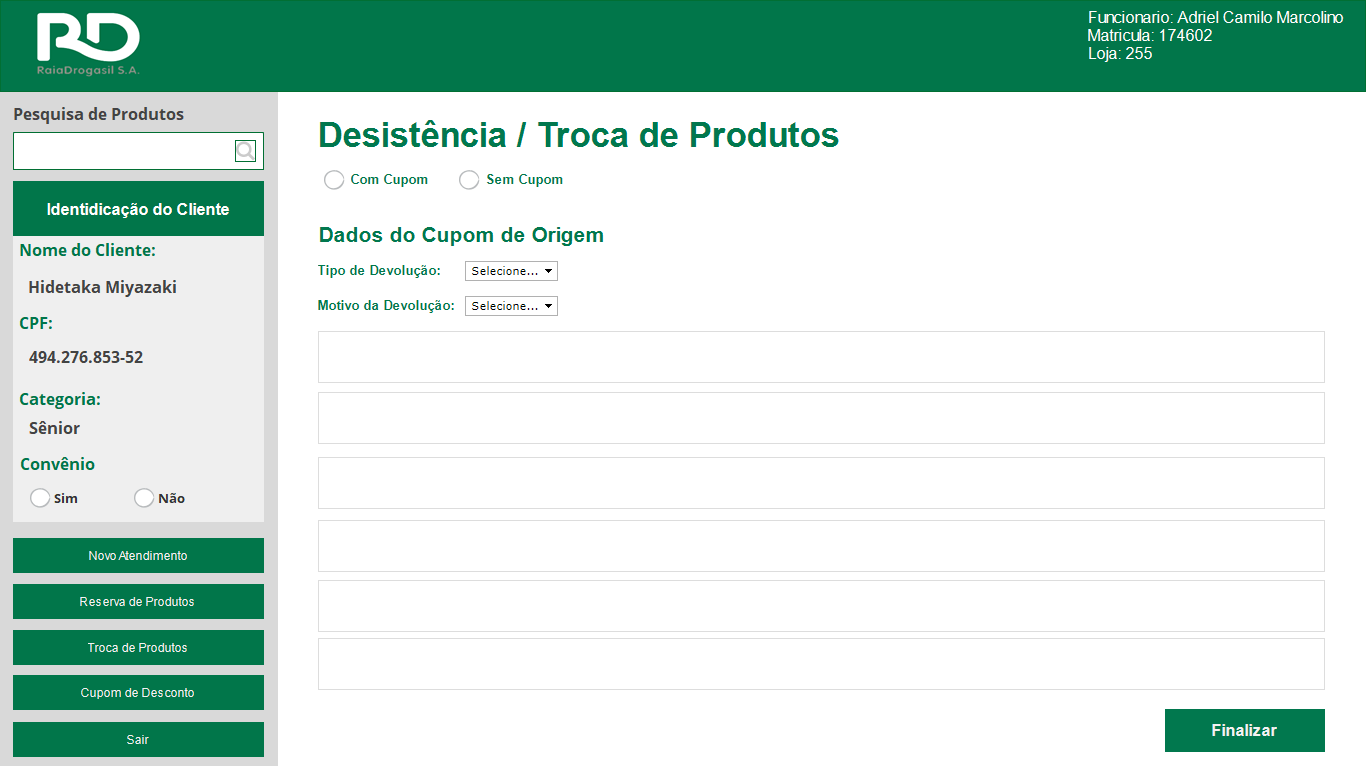 RD
RaiaDrogasil S.A.
Funcionario: Adriel Camilo Marcolino
Matricula: 174602
Loja: 255
Pesquisa de Produtos
Identidicação do Cliente
Nome do Cliente:
Hidetaka Miyazaki
CPF:
494.276.853-52
Categoria:
Sênior
Convênio
Sim Não
Novo Atendimento
Reserva de Produtos
Troca de Produtos
Cupom de Desconto
Sair
Desistência / Troca de Produtos
Com Cupom Sem Cupom
Dados do Cupom de Origem
Tipo de Devolução: Selecione...
Motivo da Devolução: Selecione...
Finalizar